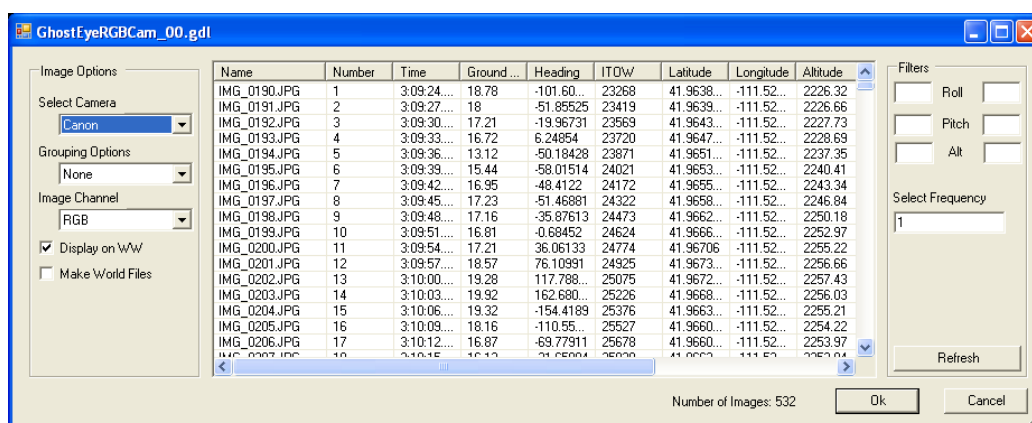 GhostEyeRGBCam_00.gdl
Image Options
Select Camera
Canon
Grouping Options
None
Image Channel
RGB
Display on WW
Make World Files
Name Number Time Ground ... Heading ITOW Latitude Longitude Altitude
IMG_0190.JPG 1 3:09:24.... 18.78 -101.60... 23268 41.9638... -111.52... 2226.32
IMG_0191.JPG 2 3:09:27.... 18 -51.85525 23419 41.9639... -111.52... 2226.66
IMG_0192.JPG 3 3:09:30.... 17.21 -19.96731 23569 41.9643... -111.52... 2227.73
IMG_0193.JPG 4 3:09:33.... 16.72 6.24854 23720 41.9647... -111.52... 2228.69
IMG_0194.JPG 5 3:09:36.... 13.12 -50.18428 23871 41.9651... -111.52... 2237.35
IMG_0195.JPG 6 3:09:39.... 15.44 -58.01514 24021 41.9653... -111.52... 2240.41
IMG_0196.JPG 7 3:09:42.... 16.95 -48.4122 24172 41.9655... -111.52... 2243.34
IMG_0197.JPG 8 3:09:45.... 17.23 -51.46881 24322 41.9658... -111.52... 2246.84
IMG_0198.JPG 9 3:09:48.... 17.16 -35.87613 24473 41.9662... -111.52... 2250.18
IMG_0199.JPG 10 3:09:51.... 16.81 -0.68452 24624 41.9666... -111.52... 2252.97
IMG_0200.JPG 11 3:09:54.... 17.21 36.06133 24774 41.96706 -111.52... 2255.22
IMG_0201.JPG 12 3:09:57.... 18.57 76.10991 24925 41.9673... -111.52... 2256.66
IMG_0202.JPG 13 3:10:00.... 19.28 117.788... 25075 41.9672... -111.52... 2257.43
IMG_0203.JPG 14 3:10:03.... 19.92 162.680... 25226 41.9668... -111.52... 2256.03
IMG_0204.JPG 15 3:10:06.... 19.32 -154.4189 25376 41.9663... -111.52... 2255.21
IMG_0205.JPG 16 3:10:09.... 18.16 -110.55... 25527 41.9660... -111.52... 2254.22
IMG_0206.JPG 17 3:10:12.... 16.87 -69.77911 25678 41.9660... -111.52... 2253.97
Filters
Roll
Pitch
Alt
Select Frequency
1
Refresh
Number of Images: 532
Ok
Cancel